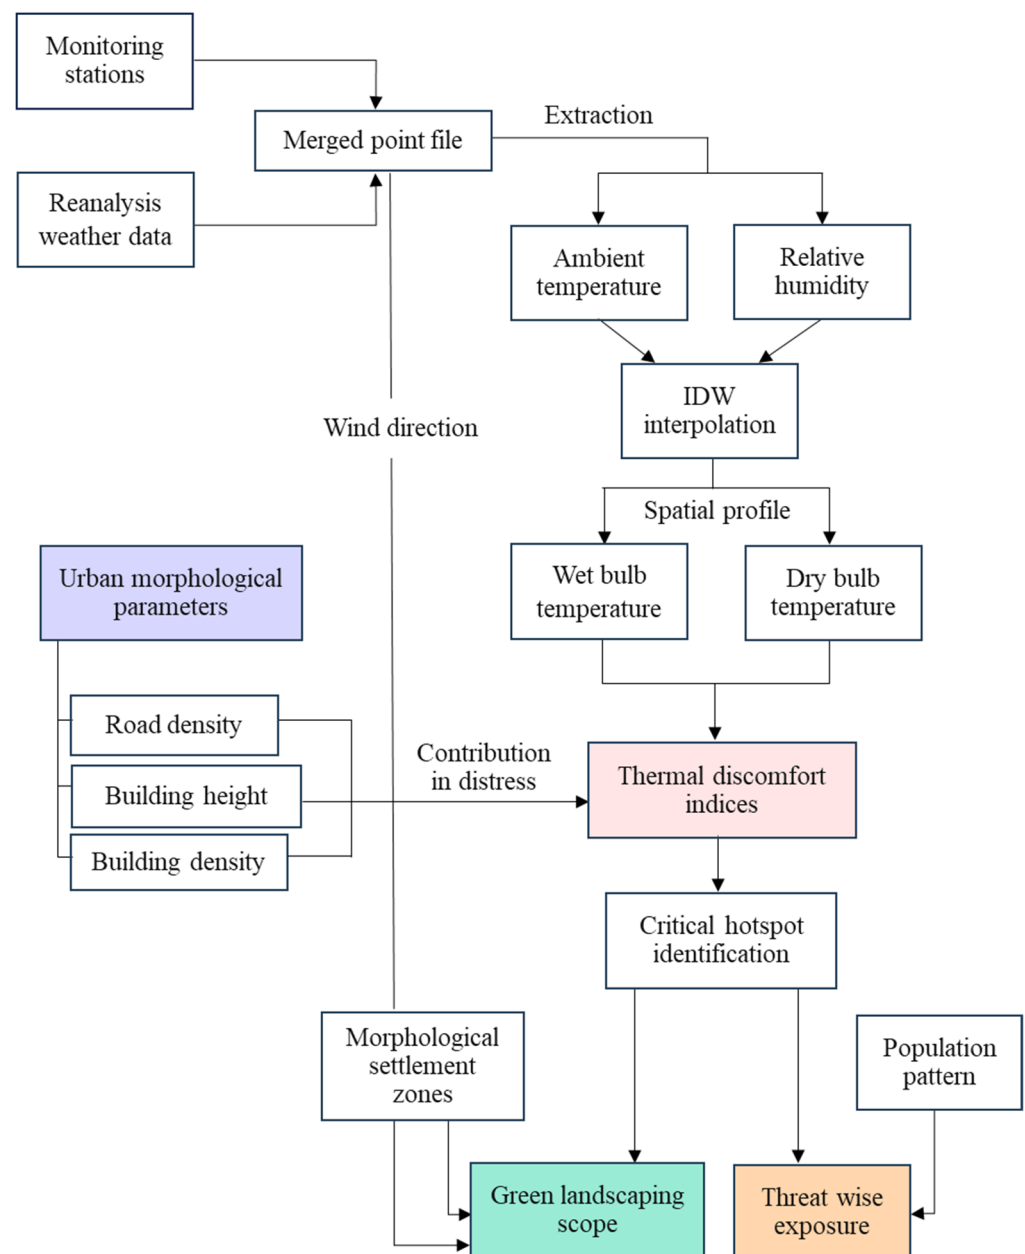 Monitoring
stations
Merged point file
Extraction
Reanalysis
weather data
Ambient
temperature
Relative
humidity
IDW
interpolation
Wind direction
Spatial profile
Urban morphological
parameters
Wet bulb
temperature
Dry bulb
temperature
Road density
Building height
Building density
Contribution
in distress
Thermal discomfort
indices
Critical hotspot
identification
Morphological
settlement
zones
Population
pattern
Green landscaping
scope
Threat wise
exposure